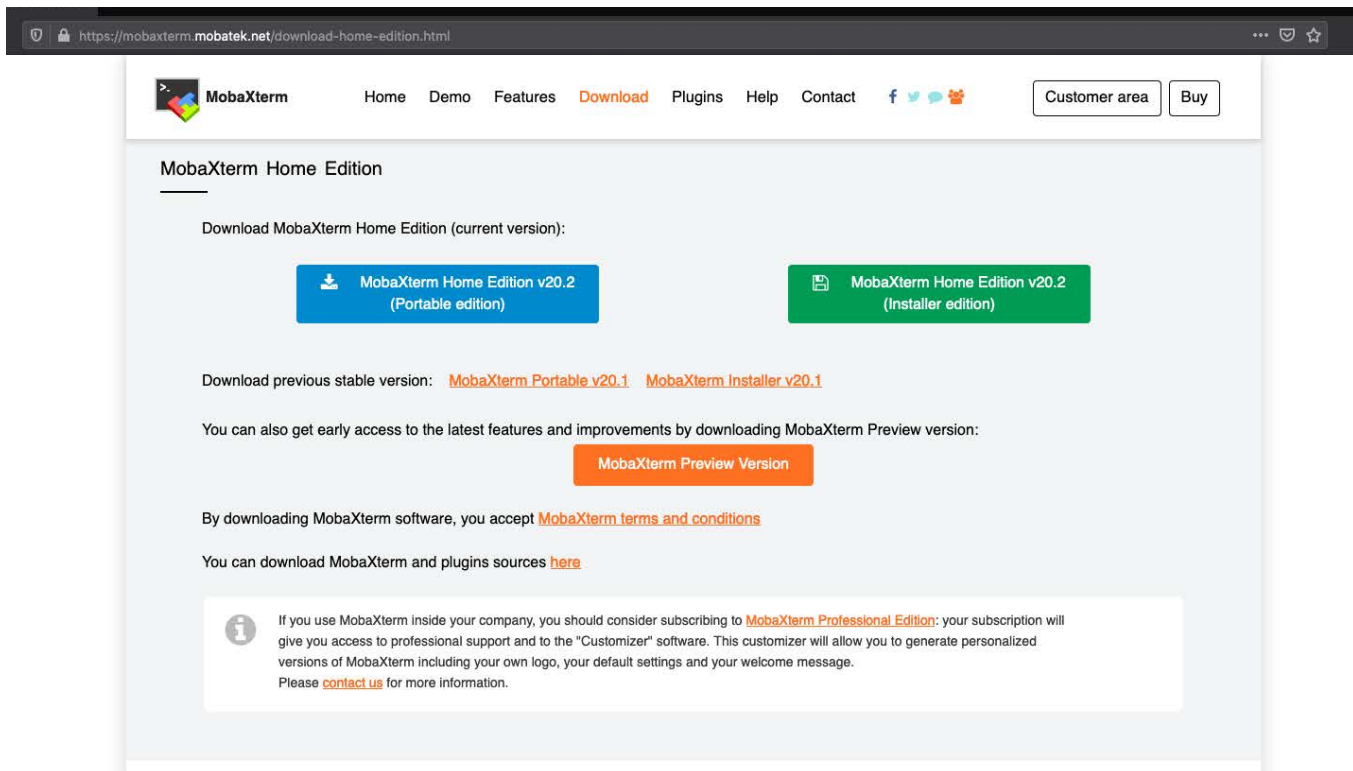 https://mobaxterm.mobatek.net/download-home-edition.html
MobaXterm Home Demo Features Download Plugins Help Contact Customer area Buy
MobaXterm Home Edition
Download MobaXterm Home Edition (current version):
MobaXterm Home Edition v20.2
(Portable edition)
MobaXterm Home Edition v20.2
(Installer edition)
Download previous stable version: MobaXterm Portable v20.1 MobaXterm Installer v20.1
You can also get early access to the latest features and improvements by downloading MobaXterm Preview version:
MobaXterm Preview Version
By downloading MobaXterm software, you accept MobaXterm terms and conditions
You can download MobaXterm and plugins sources here
If you use MobaXterm inside your company, you should consider subscribing to MobaXterm Professional Edition: your subscription will
give you access to professional support and to the "Customizer" software. This customizer will allow you to generate personalized
versions of MobaXterm including your own logo, your default settings and your welcome message.
Please contact us for more information.